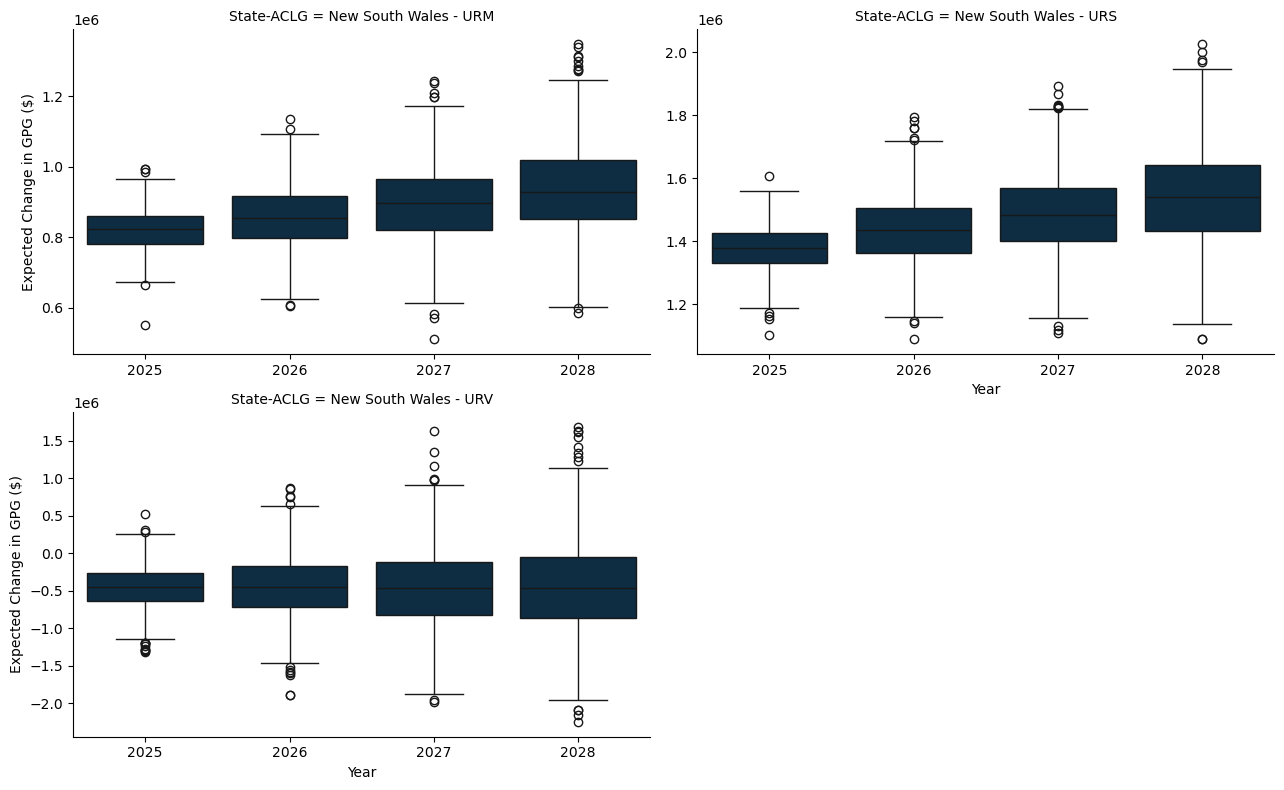 State-ACLG = New South Wales - URM
1e6
Expected Change in GPG ($)
1.2
1.0
0.8
0.6
2025 2026 2027 2028
State-ACLG = New South Wales - URS
1e6
2.0
1.8
1.6
1.4
1.2
2025 2026 2027 2028
Year
State-ACLG = New South Wales - URV
1e6
Expected Change in GPG ($)
1.5
1.0
0.5
0.0
−0.5
−1.0
−1.5
−2.0
2025 2026 2027 2028
Year